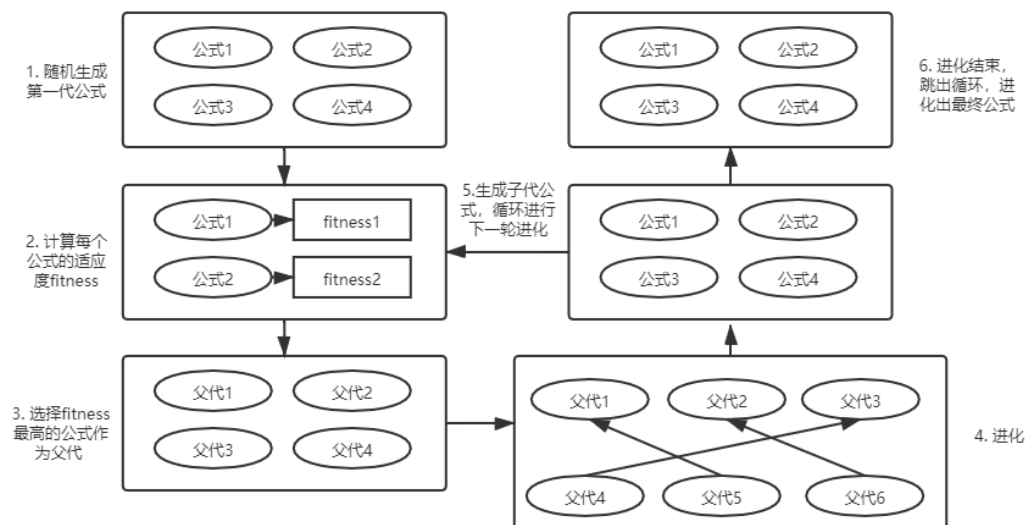 1. 随机生成
第一代公式
公式1
公式2
公式3
公式4
2. 计算每个
公式的适应
度fitness
公式1
fitness1
公式2
fitness2
3. 选择fitness
最高的公式作
为父代
父代1
父代2
父代3
父代4
4. 进化
父代1
父代2
父代3
父代4
父代5
父代6
5.生成子代公
式，循环进行
下一轮进化
公式1
公式2
公式3
公式4
6. 进化结束，
跳出循环，进
化出最终公式
公式1
公式2
公式3
公式4